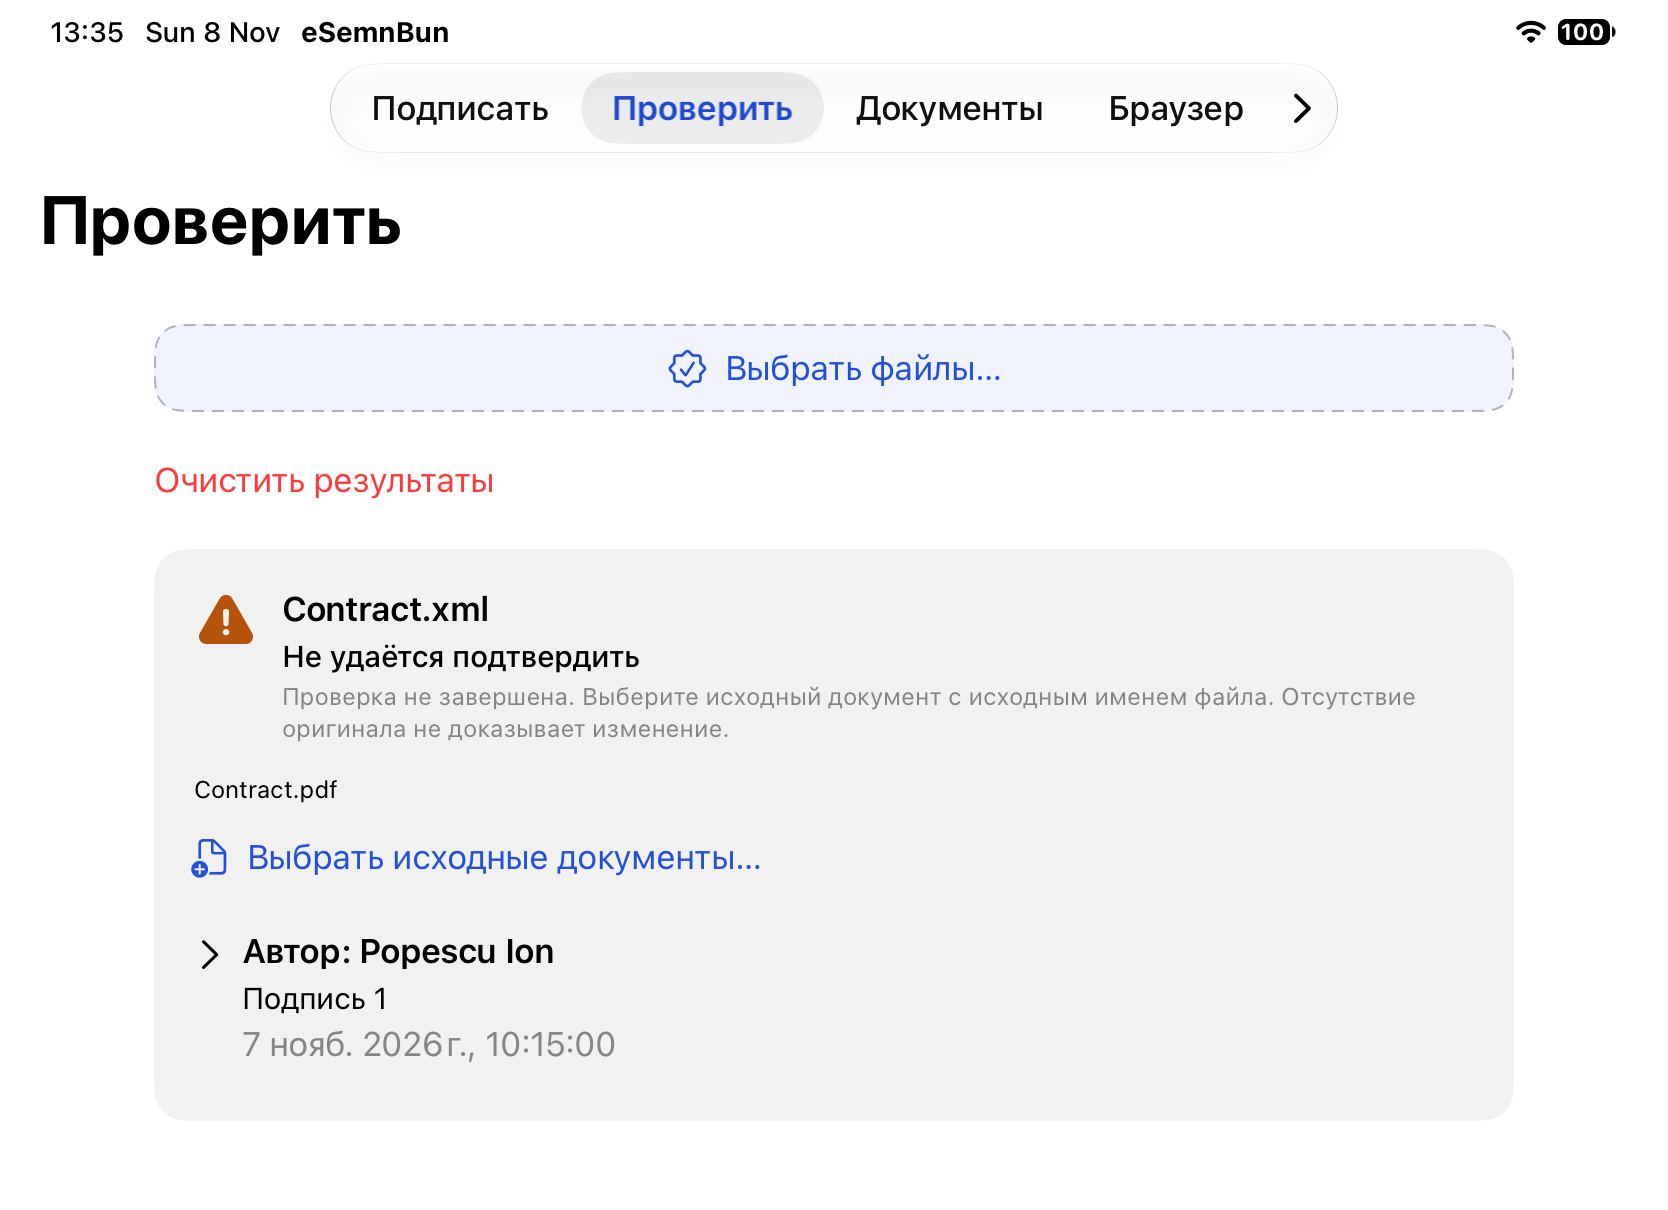 13:35 Sun 8 Nov eSemnBun 100
Подписать Проверить Документы Браузер
Проверить
Выбрать файлы...
Очистить результаты
Contract.xml
Не удаётся подтвердить
Проверка не завершена. Выберите исходный документ с исходным именем файла. Отсутствие
оригинала не доказывает изменение.
Contract.pdf
Выбрать исходные документы...
Автор: Popescu Ion
Подпись 1
7 нояб. 2026 г., 10:15:00